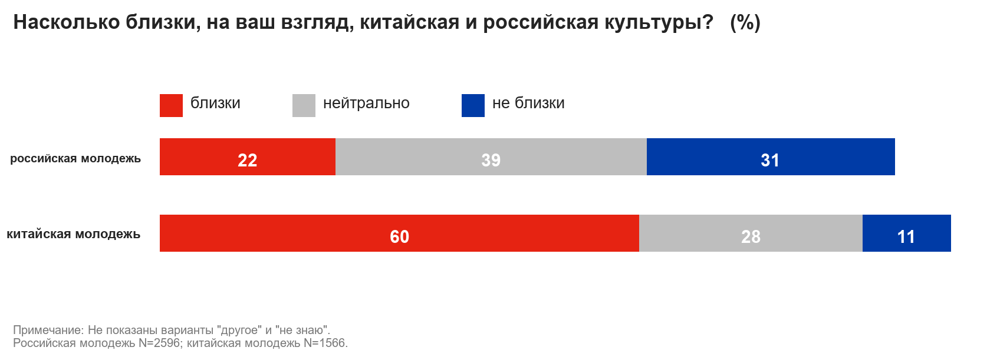 Насколько близки, на ваш взгляд, китайская и российская культуры? (%)
близки нейтрально не близки
российская молодежь 22 39 31
китайская молодежь 60 28 11
Примечание: Не показаны варианты "другое" и "не знаю".
Российская молодежь N=2596; китайская молодежь N=1566.